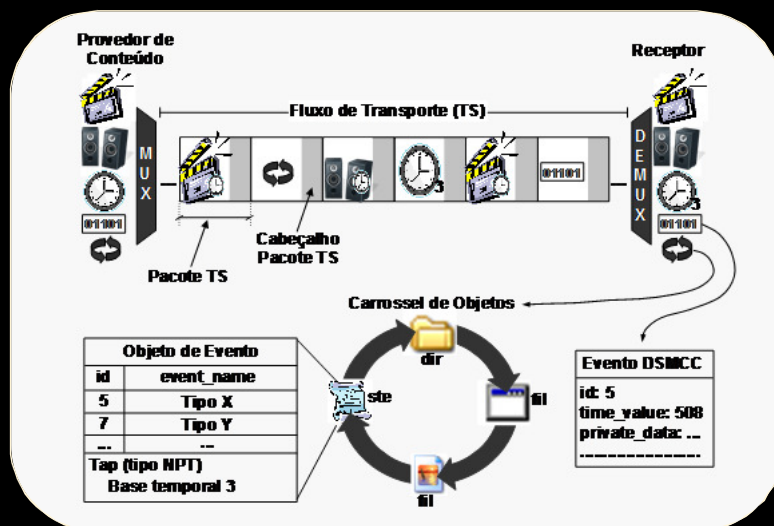 Provedor de
Conteúdo
Receptor
Fluxo de Transporte (TS)
MUX
DEMUX
3
01101
01101
3
01101
Cabeçalho
Pacote TS
Pacote TS
Carrossel de Objetos
dir
fil
fil
ste
Objeto de Evento
id event_name
5 Tipo X
7 Tipo Y
... ...
Tap (tipo NPT)
Base temporal 3
Evento DSMCC
id: 5
time_value: 508
private_data: ...